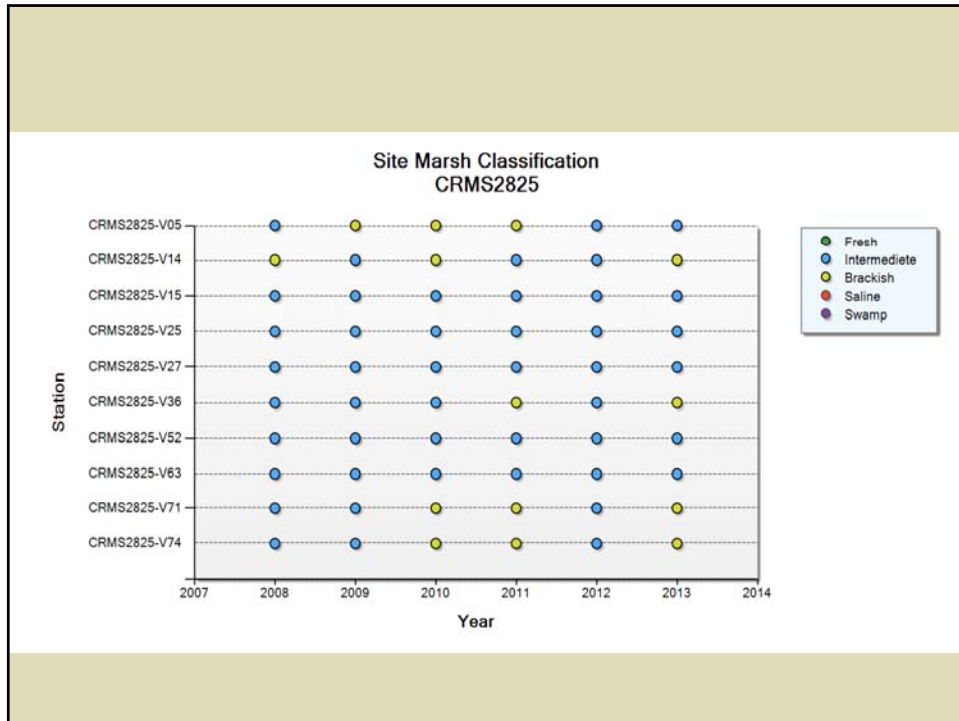 Site Marsh Classification
CRMS2825
Station
CRMS2825-V05
CRMS2825-V14
CRMS2825-V15
CRMS2825-V25
CRMS2825-V27
CRMS2825-V36
CRMS2825-V52
CRMS2825-V63
CRMS2825-V71
CRMS2825-V74
2007 2008 2009 2010 2011 2012 2013 2014
Year
Fresh
Intermediete
Brackish
Saline
Swamp